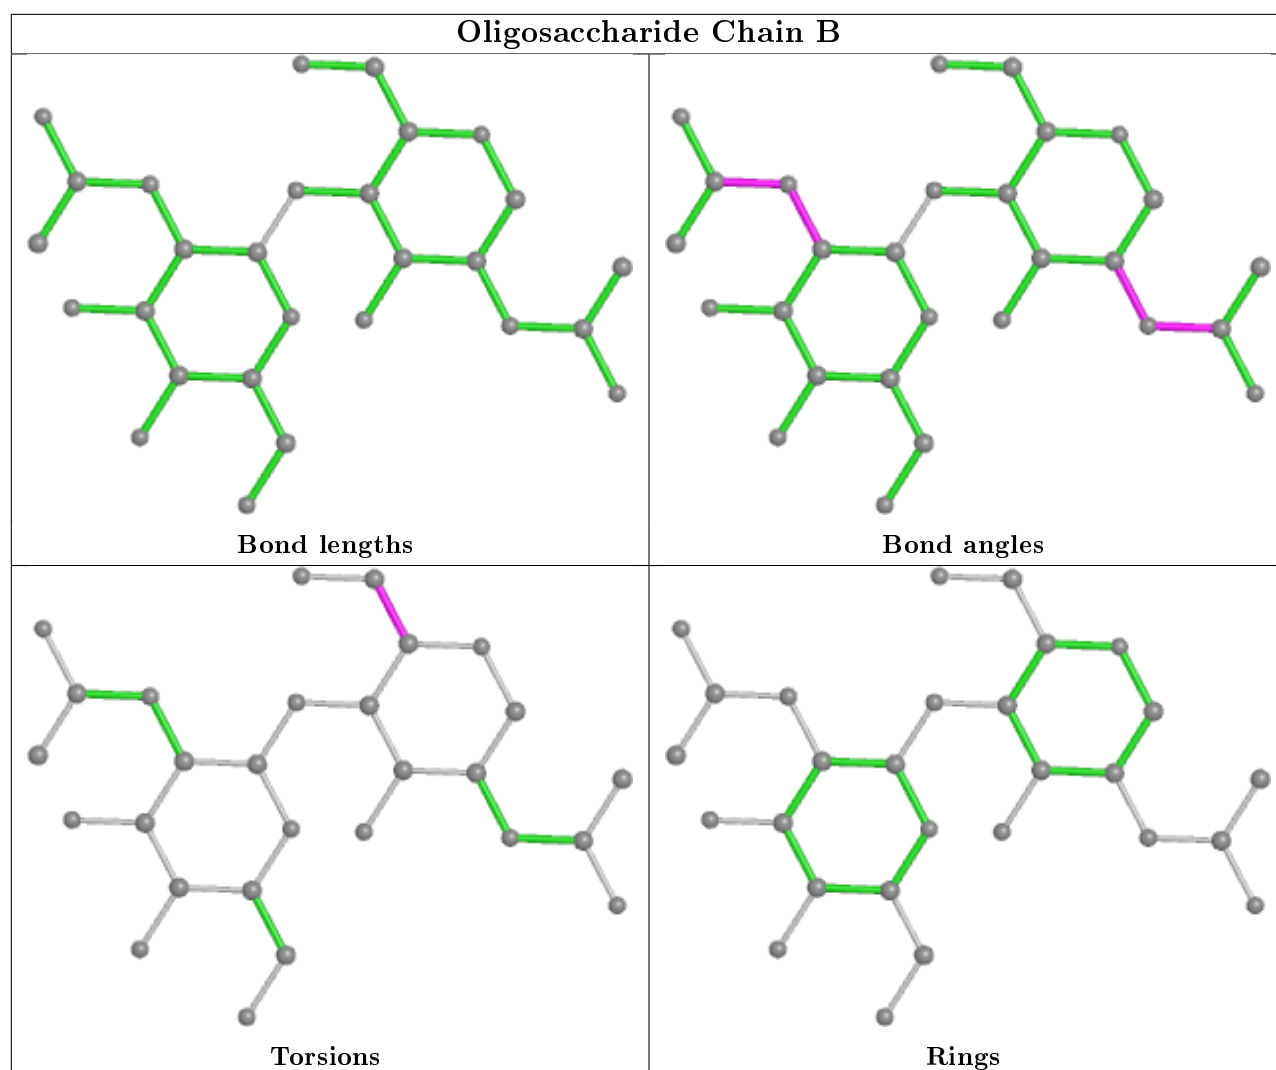 Oligosaccharide Chain B
Bond lengths
Bond angles
Torsions
Rings